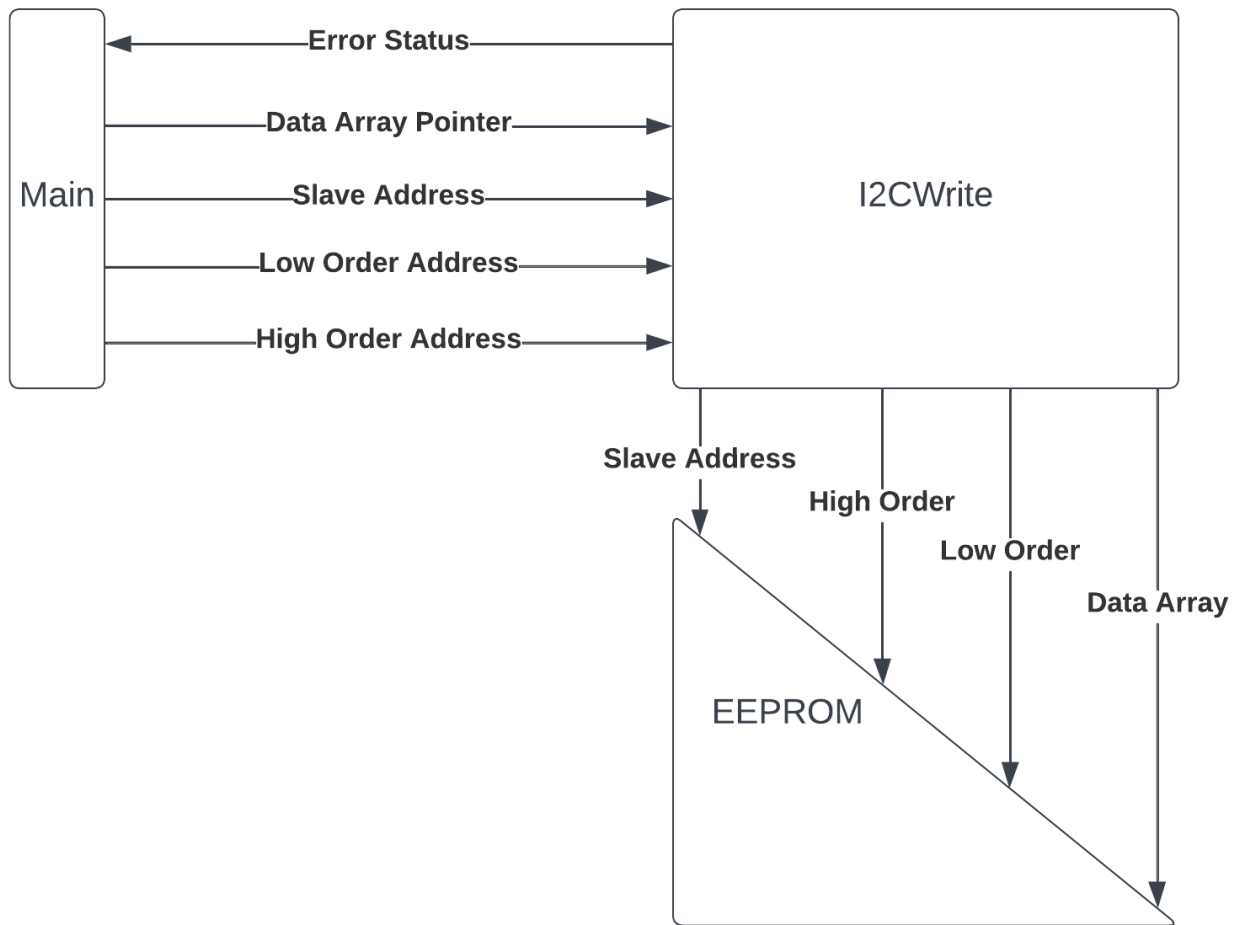 Error Status
Data Array Pointer
Main
Slave Address
I2CWrite
Low Order Address
High Order Address
Slave Address
High Order
Low Order
Data Array
EEPROM